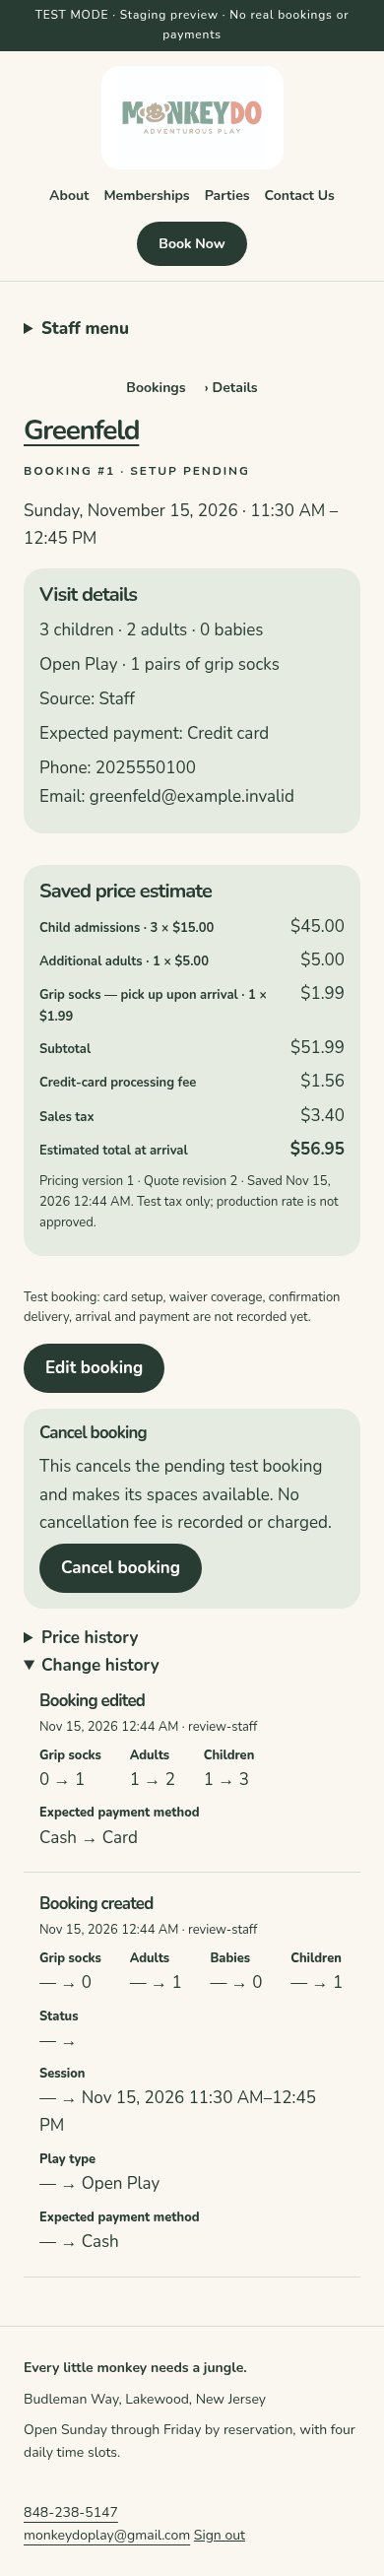 TEST MODE · Staging preview · No real bookings or
payments
MONKEYDO
ADVENTUROUS PLAY
About Memberships Parties Contact Us
Book Now
▶ Staff menu
Bookings › Details
Greenfeld
BOOKING #1 · SETUP PENDING
Sunday, November 15, 2026 · 11:30 AM –
12:45 PM
Visit details
3 children · 2 adults · 0 babies
Open Play · 1 pairs of grip socks
Source: Staff
Expected payment: Credit card
Phone: 2025550100
Email: greenfeld@example.invalid
Saved price estimate
Child admissions · 3 × $15.00 $45.00
Additional adults · 1 × $5.00 $5.00
Grip socks — pick up upon arrival · 1 × $1.99
$1.99
Subtotal $51.99
Credit-card processing fee $1.56
Sales tax $3.40
Estimated total at arrival $56.95
Pricing version 1 · Quote revision 2 · Saved Nov 15,
2026 12:44 AM. Test tax only; production rate is not
approved.
Test booking: card setup, waiver coverage, confirmation
delivery, arrival and payment are not recorded yet.
Edit booking
Cancel booking
This cancels the pending test booking
and makes its spaces available. No
cancellation fee is recorded or charged.
Cancel booking
▶ Price history
▼ Change history
Booking edited
Nov 15, 2026 12:44 AM · review-staff
Grip socks Adults Children
0 → 1 1 → 2 1 → 3
Expected payment method
Cash → Card
Booking created
Nov 15, 2026 12:44 AM · review-staff
Grip socks Adults Babies Children
— → 0 — → 1 — → 0 — → 1
Status
— →
Session
— → Nov 15, 2026 11:30 AM–12:45
PM
Play type
— → Open Play
Expected payment method
— → Cash
Every little monkey needs a jungle.
Budleman Way, Lakewood, New Jersey
Open Sunday through Friday by reservation, with four
daily time slots.
848-238-5147
monkeydoplay@gmail.com Sign out